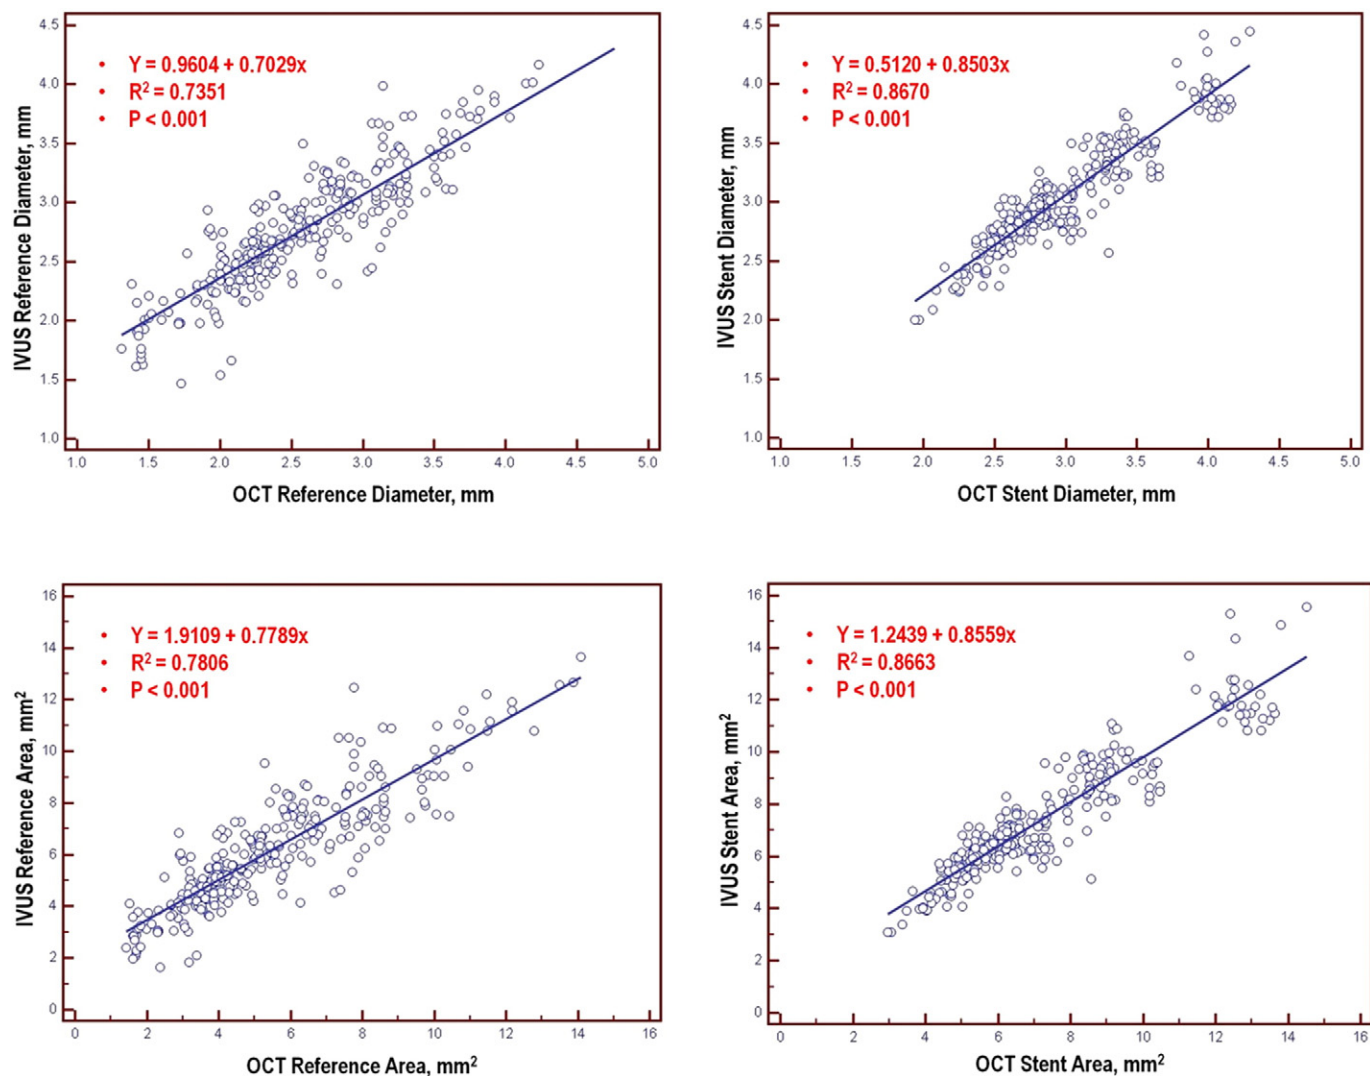 4.5
4.0
3.5
3.0
2.5
2.0
1.5
1.0
IVUS Reference Diameter, mm
• Y = 0.9604 + 0.7029x
• R² = 0.7351
• P < 0.001
1.0 1.5 2.0 2.5 3.0 3.5 4.0 4.5 5.0
OCT Reference Diameter, mm
4.5
4.0
3.5
3.0
2.5
2.0
1.5
1.0
IVUS Stent Diameter, mm
• Y = 0.5120 + 0.8503x
• R² = 0.8670
• P < 0.001
1.0 1.5 2.0 2.5 3.0 3.5 4.0 4.5 5.0
OCT Stent Diameter, mm
16
14
12
10
8
6
4
2
0
IVUS Reference Area, mm²
• Y = 1.9109 + 0.7789x
• R² = 0.7806
• P < 0.001
0 2 4 6 8 10 12 14 16
OCT Reference Area, mm²
16
14
12
10
8
6
4
2
0
IVUS Stent Area, mm²
• Y = 1.2439 + 0.8559x
• R² = 0.8663
• P < 0.001
0 2 4 6 8 10 12 14 16
OCT Stent Area, mm²